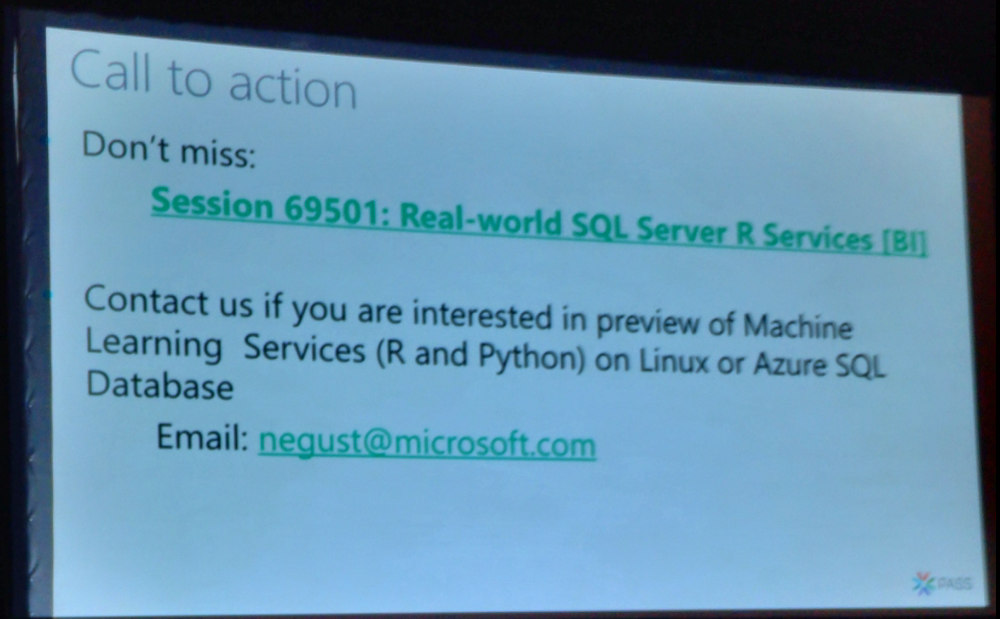 Call to action
Don't miss:
Session 69501: Real-world SQL Server R Services [BI]
Contact us if you are interested in preview of Machine
Learning Services (R and Python) on Linux or Azure SQL
Database
Email: negust@microsoft.com
PASS